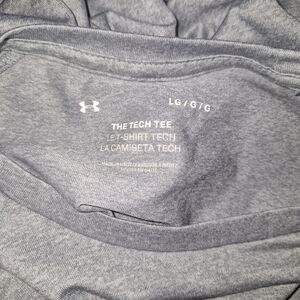 LG / G / G
THE TECH TEE
LE T-SHIRT TECH
LA CAMISETA TECH